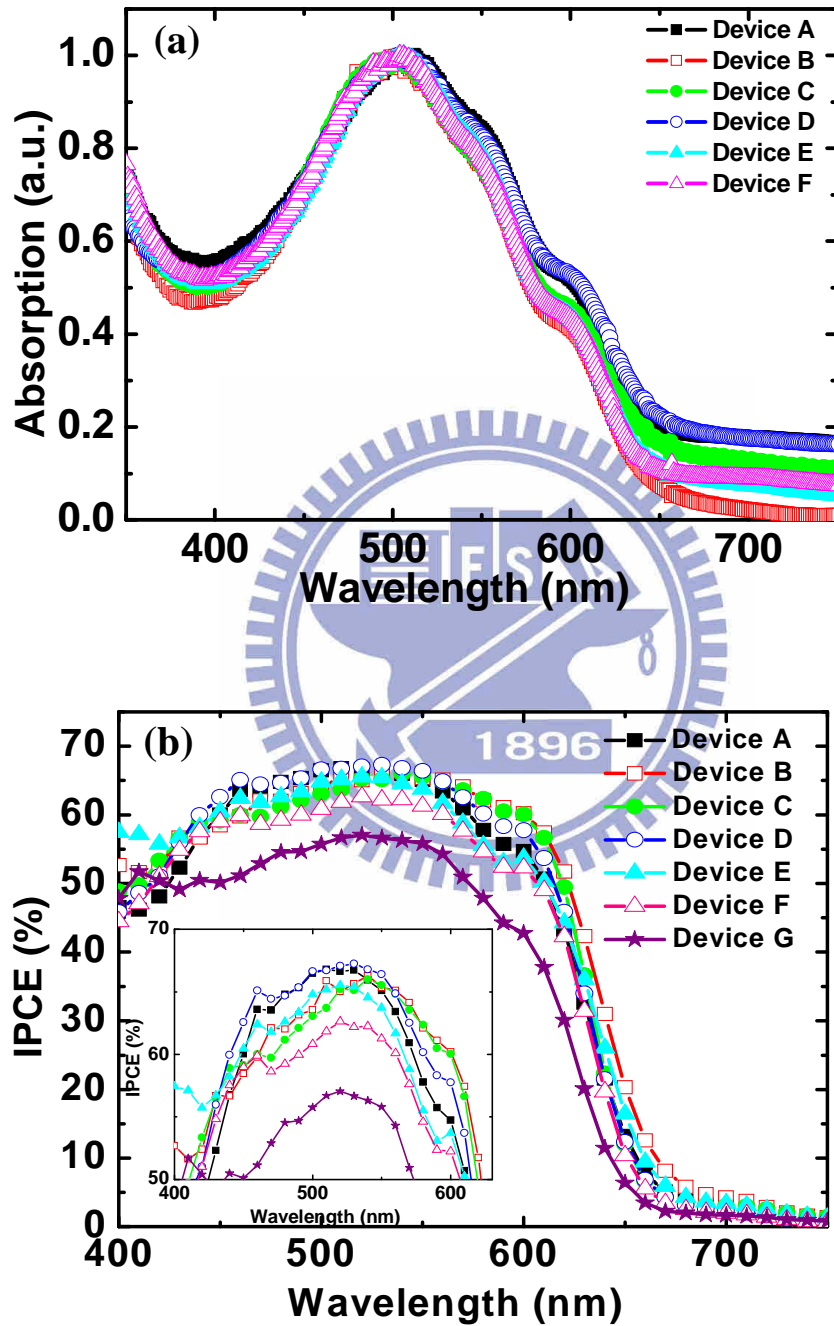 (a)
Device A
Device B
Device C
Device D
Device E
Device F
1.0
0.8
0.6
0.4
0.2
0.0
Absorption (a.u.)
400 500 600 700
Wavelength (nm)
ESA
1896
(b)
Device A
Device B
Device C
Device D
Device E
Device F
Device G
70
60
50
40
30
20
10
0
IPCE (%)
70
60
50
IPCE (%)
400 500 600
Wavelength (nm)
400 500 600 700
Wavelength (nm)